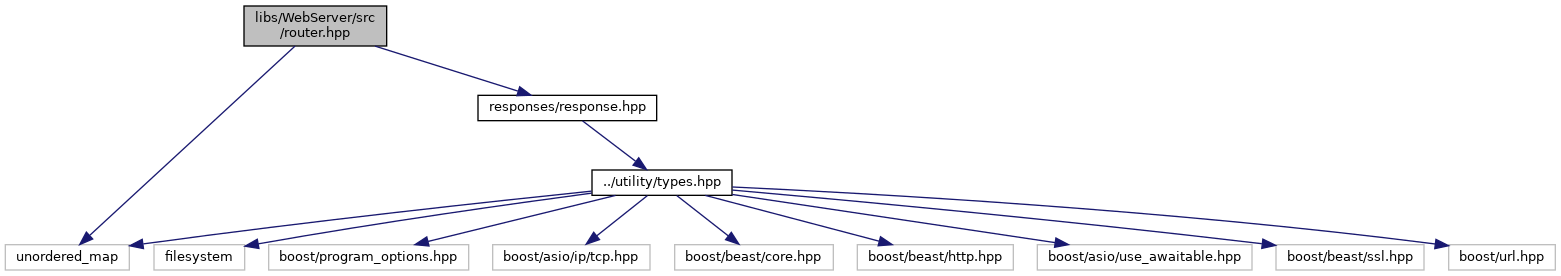 libs/WebServer/src
/router.hpp
responses/response.hpp
../utility/types.hpp
unordered_map
filesystem
boost/program_options.hpp
boost/asio/ip/tcp.hpp
boost/beast/core.hpp
boost/beast/http.hpp
boost/asio/use_awaitable.hpp
boost/beast/ssl.hpp
boost/url.hpp